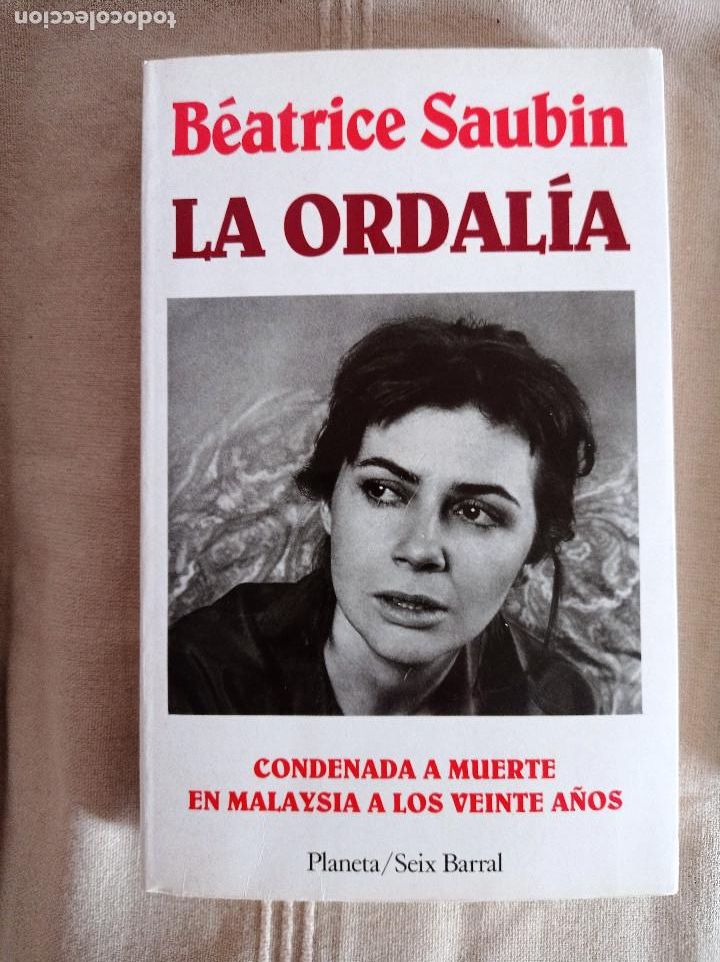 todocoleccion
Béatrice Saubin
LA ORDALÍA
CONDENADA A MUERTE
EN MALAYSIA A LOS VEINTE AÑOS
Planeta/Seix Barral